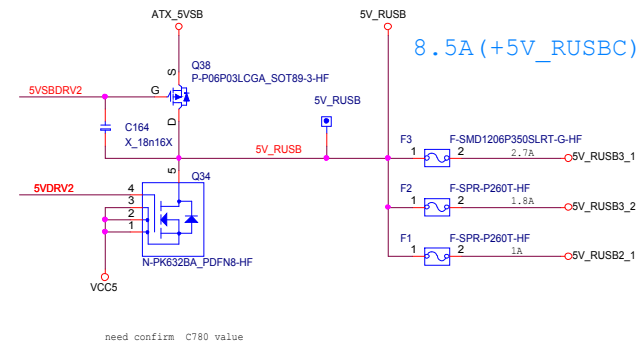 ATX_5VSB
5V_RUSB
8.5A(+5V_RUSBC)
S
Q38
P-P06P03LCGA_SOT89-3-HF
5VSBDRV2
G
D
C164
X_18n16X
5V_RUSB
5V_RUSB
F3
F-SMD1206P350SLRT-G-HF
1
2
2.7A
5V_RUSB3_1
5
Q34
5VDRV2
4
3
2
1
F2
F-SPR-P260T-HF
1
2
1.8A
5V_RUSB3_2
F1
F-SPR-P260T-HF
1
2
1A
5V_RUSB2_1
N-PK632BA_PDFN8-HF
VCC5
need confirm C780 value